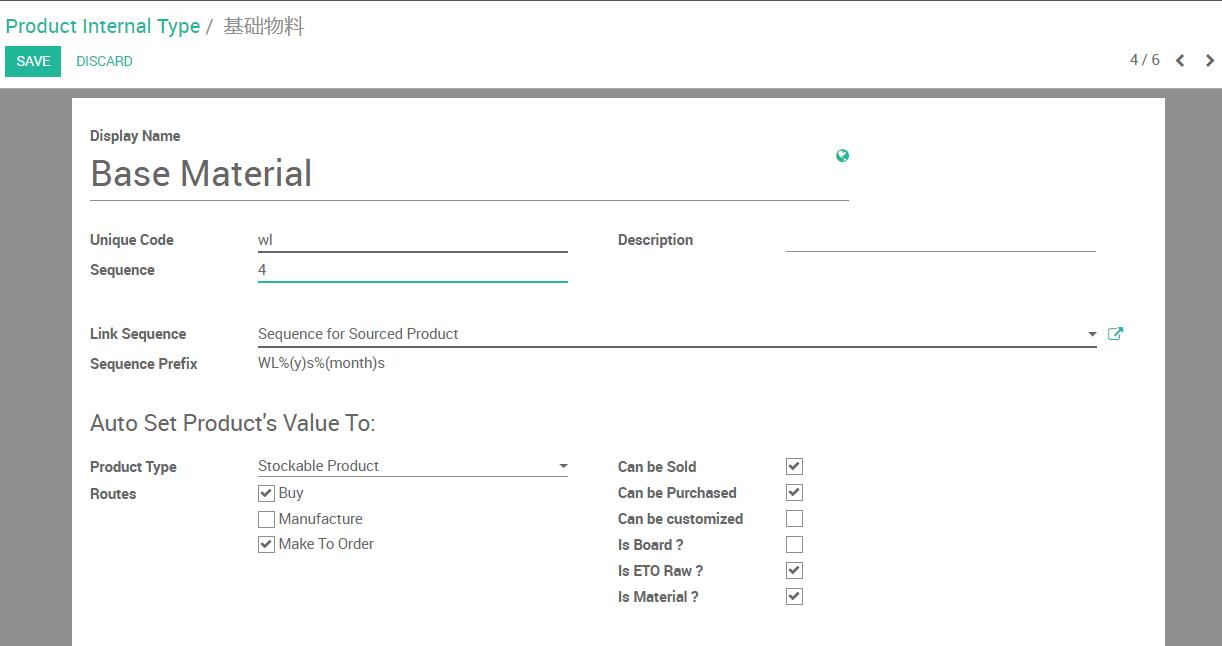 Product Internal Type / 基础物料
SAVE DISCARD
4 / 6
Display Name
Base Material
Unique Code wl
Description
Sequence 4
Link Sequence Sequence for Sourced Product
Sequence Prefix WL%(y)s%(month)s
Auto Set Product's Value To:
Product Type Stockable Product
Can be Sold
Routes Buy
Can be Purchased
Manufacture
Can be customized
Make To Order
Is Board ?
Is ETO Raw ?
Is Material ?